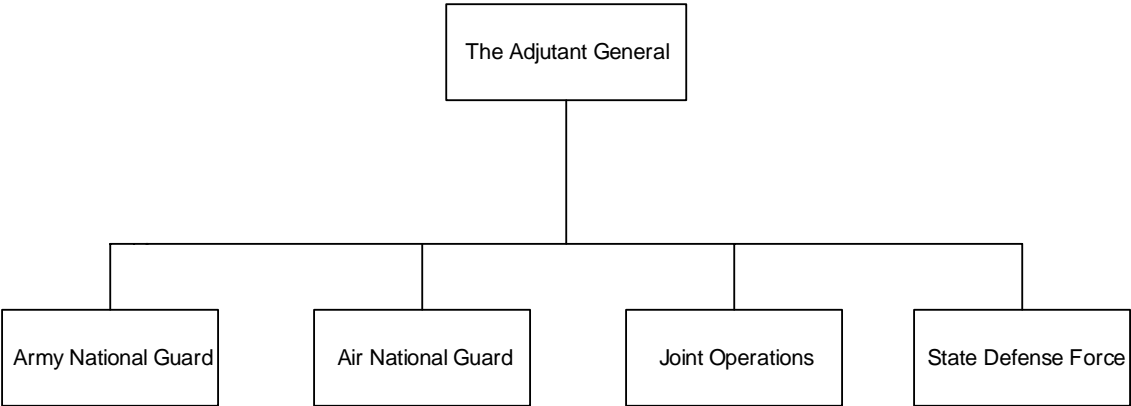 The Adjutant General
Army National Guard
Air National Guard
Joint Operations
State Defense Force